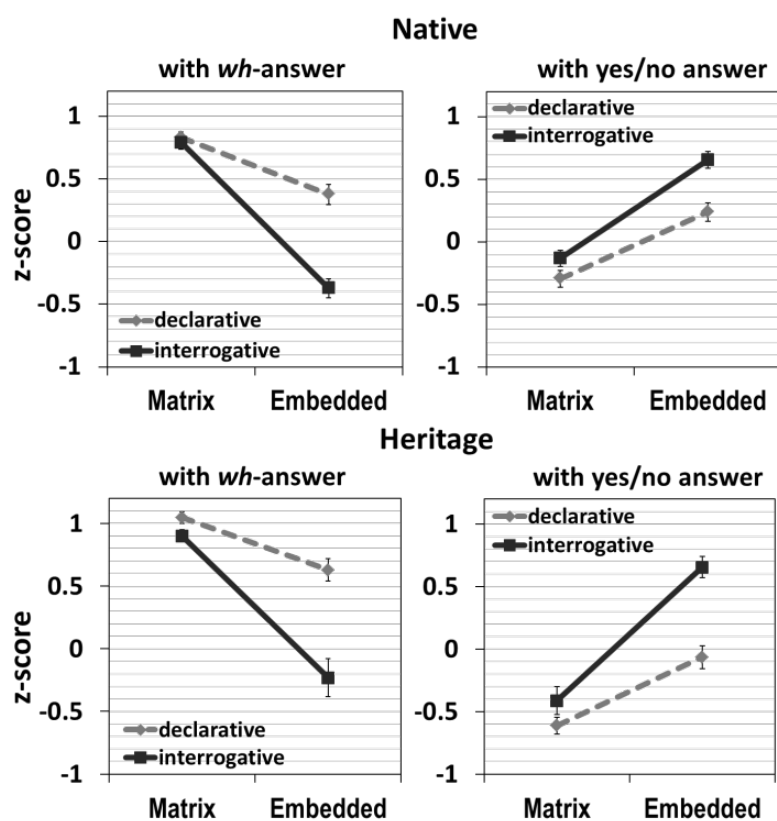 Native
with wh-answer
with yes/no answer
z-score
1
0.5
0
-0.5
-1
declarative
interrogative
Matrix
Embedded
1
0.5
0
-0.5
-1
declarative
interrogative
Matrix
Embedded
Heritage
with wh-answer
with yes/no answer
z-score
1
0.5
0
-0.5
-1
declarative
interrogative
Matrix
Embedded
1
0.5
0
-0.5
-1
declarative
interrogative
Matrix
Embedded